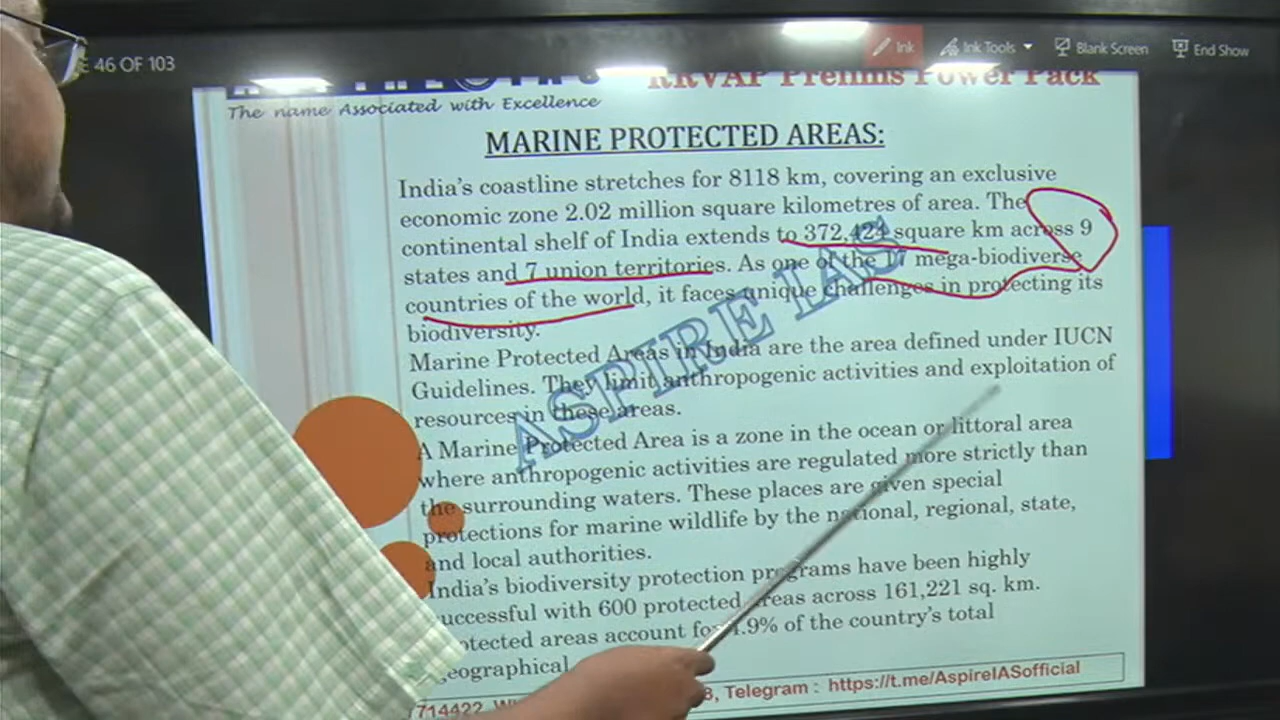 46 OF 103
Ink
Ink Tools
Blank Screen
End Show
RRVAP Prelims Power Pack
The name Associated with Excellence
MARINE PROTECTED AREAS:
India's coastline stretches for 8118 km, covering an exclusive
economic zone 2.02 million square kilometres of area. The
continental shelf of India extends to 372,424 square km across 9
states and 7 union territories. As one of the 17 mega-biodiverse
countries of the world, it faces unique challenges in protecting its
biodiversity.
Marine Protected Areas in India are the area defined under IUCN
Guidelines. They limit anthropogenic activities and exploitation of
resources in these areas.
A Marine Protected Area is a zone in the ocean or littoral area
where anthropogenic activities are regulated more strictly than
the surrounding waters. These places are given special
protections for marine wildlife by the national, regional, state,
and local authorities.
India's biodiversity protection programs have been highly
successful with 600 protected areas across 161,221 sq. km.
protected areas account for 4.9% of the country's total
geographical
714422, 8, Telegram : https://t.me/AspireIASofficial
ASPIRE IAS